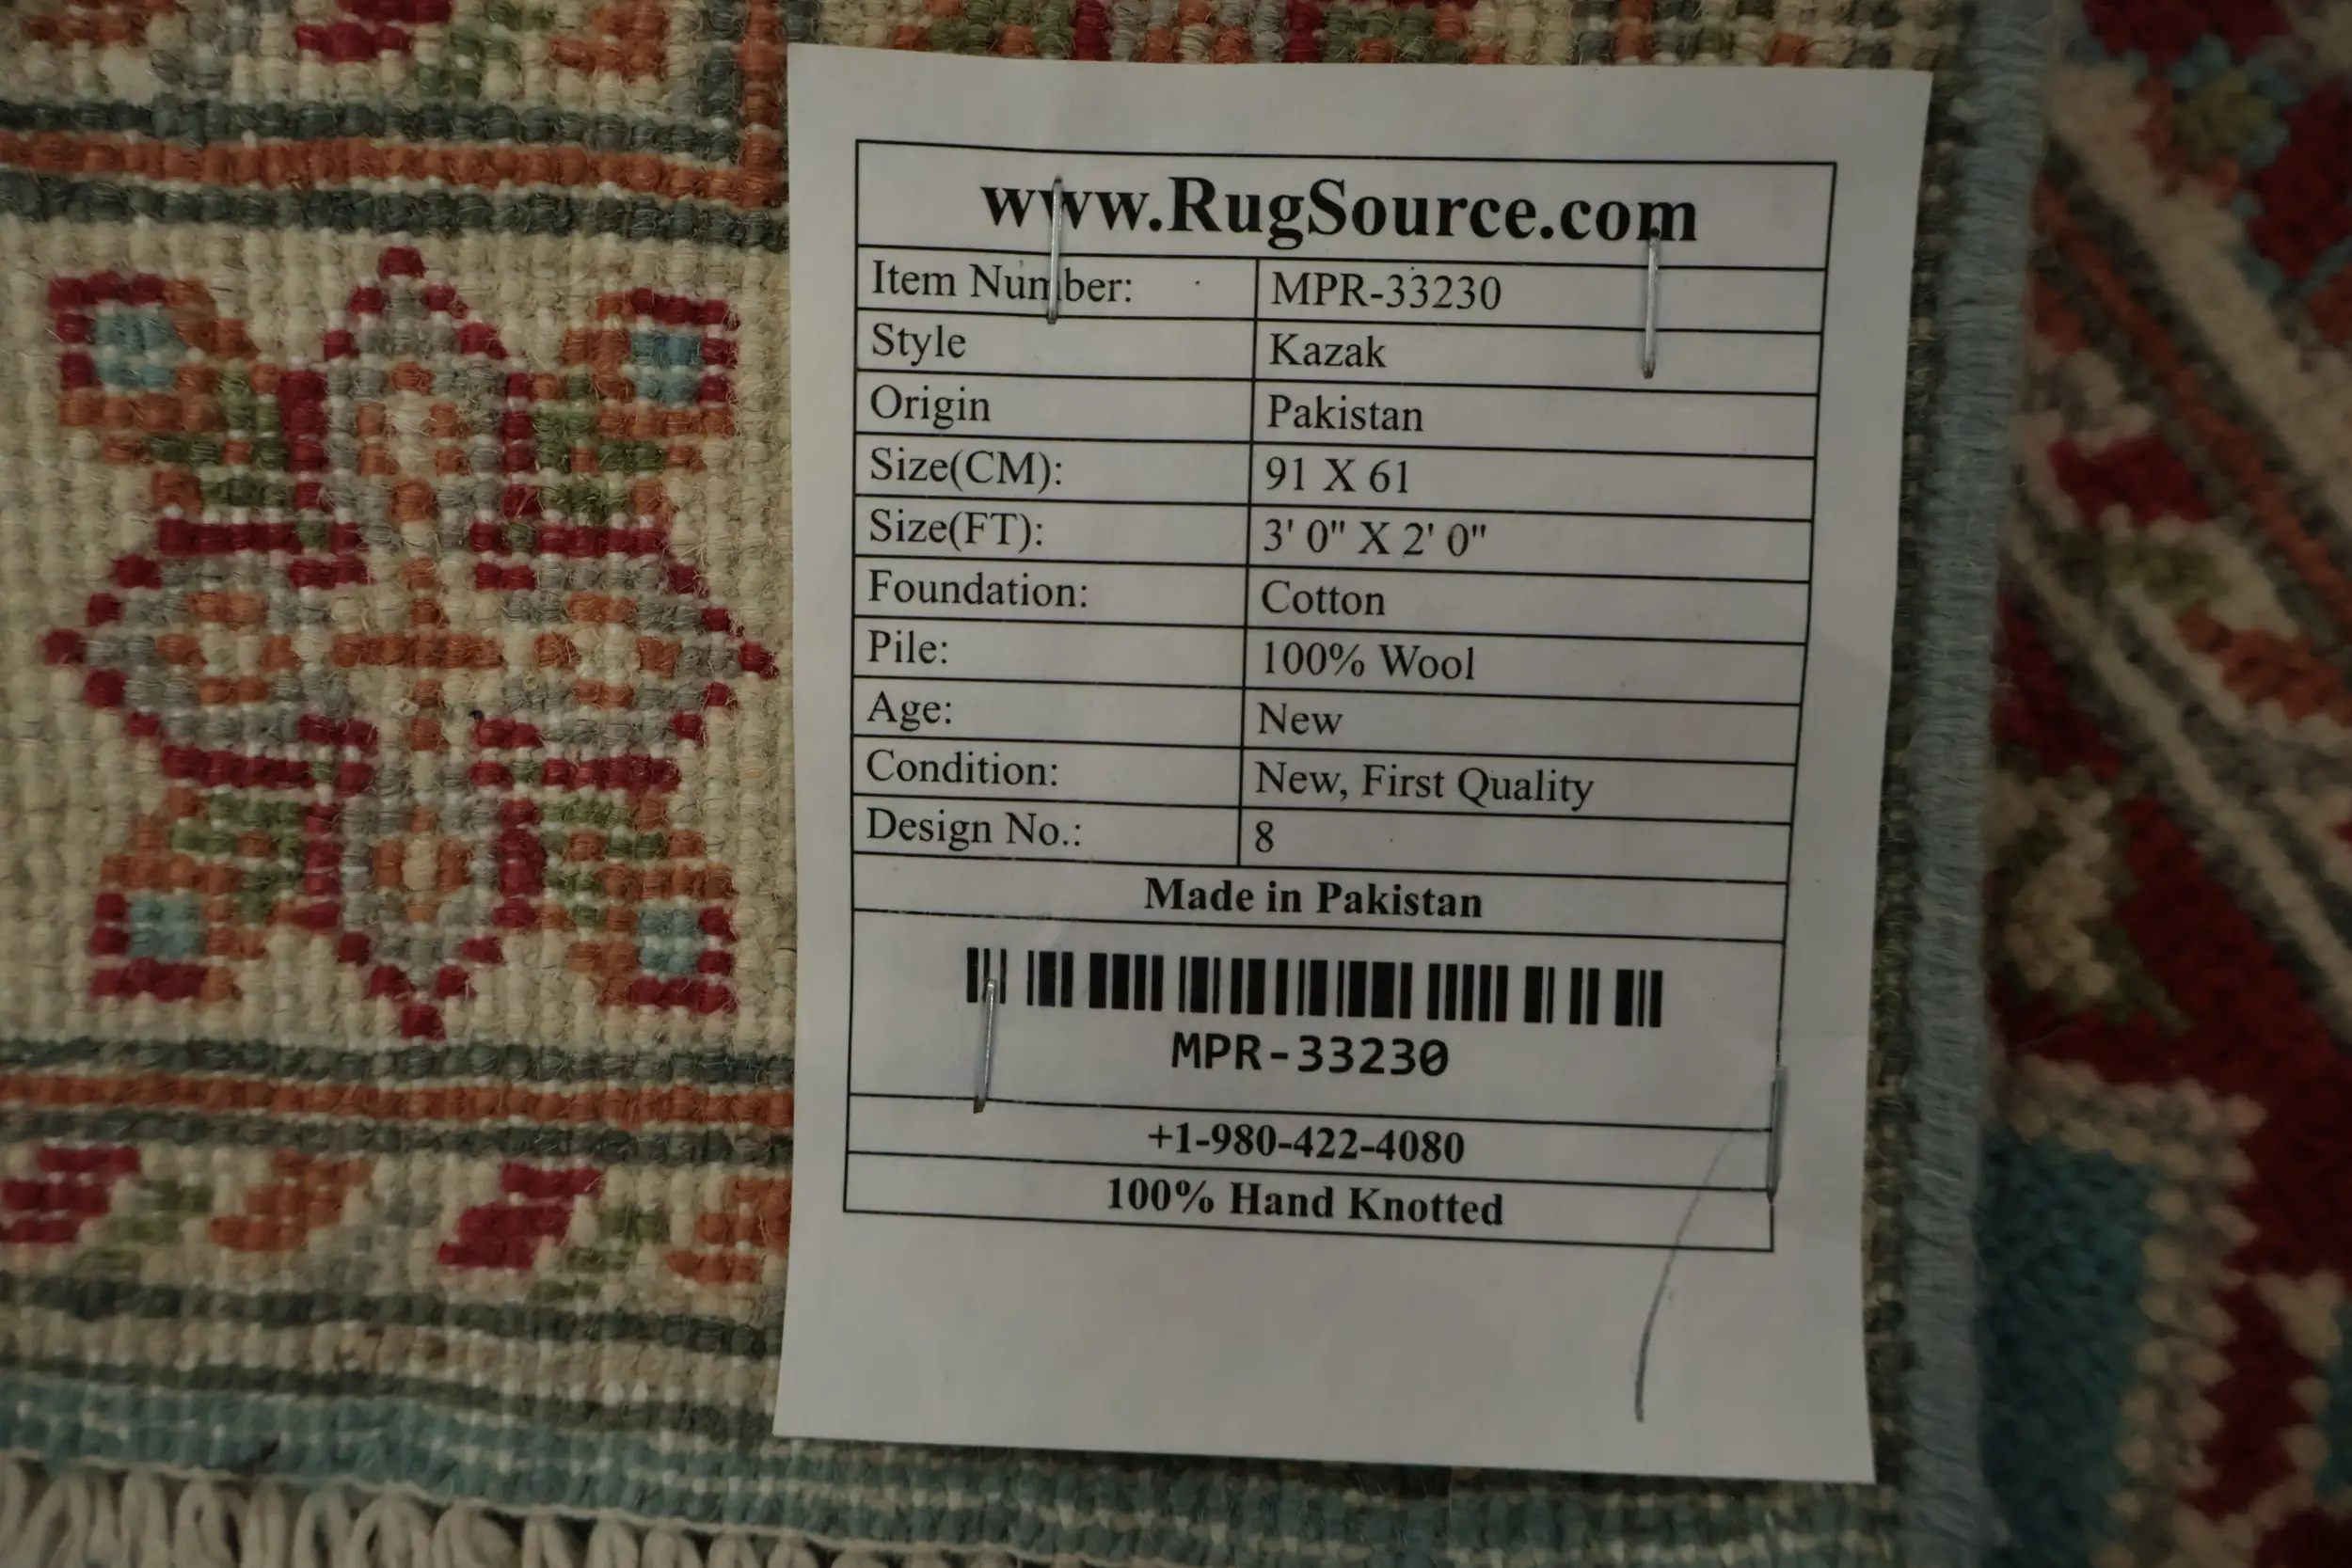 www.RugSource.com
Item Number: MPR-33230
Style Kazak
Origin Pakistan
Size(CM): 91 X 61
Size(FT): 3' 0" X 2' 0"
Foundation: Cotton
Pile: 100% Wool
Age: New
Condition: New, First Quality
Design No.: 8
Made in Pakistan
MPR-33230
+1-980-422-4080
100% Hand Knotted